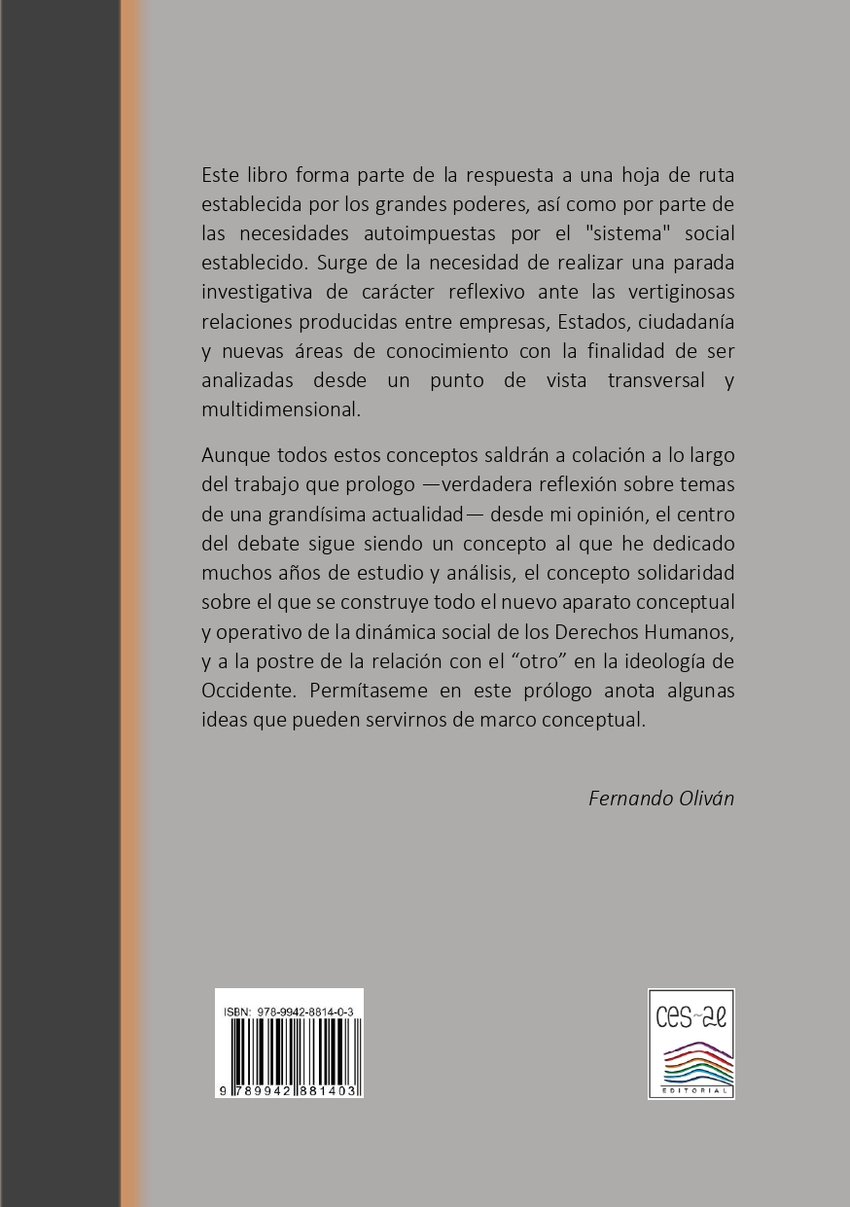 Este libro forma parte de la respuesta a una hoja de ruta
establecida por los grandes poderes, así como por parte de
las necesidades autoimpuestas por el "sistema" social
establecido. Surge de la necesidad de realizar una parada
investigativa de carácter reflexivo ante las vertiginosas
relaciones producidas entre empresas, Estados, ciudadanía
y nuevas áreas de conocimiento con la finalidad de ser
analizadas desde un punto de vista transversal y
multidimensional.
Aunque todos estos conceptos saldrán a colación a lo largo
del trabajo que prologo —verdadera reflexión sobre temas
de una grandísima actualidad— desde mi opinión, el centro
del debate sigue siendo un concepto al que he dedicado
muchos años de estudio y análisis, el concepto solidaridad
sobre el que se construye todo el nuevo aparato conceptual
y operativo de la dinámica social de los Derechos Humanos,
y a la postre de la relación con el “otro” en la ideología de
Occidente. Permítaseme en este prólogo anota algunas
ideas que pueden servirnos de marco conceptual.
Fernando Oliván
ISBN: 978-9942-8814-0-3
9 789942 881403
ces-al
EDITORIAL